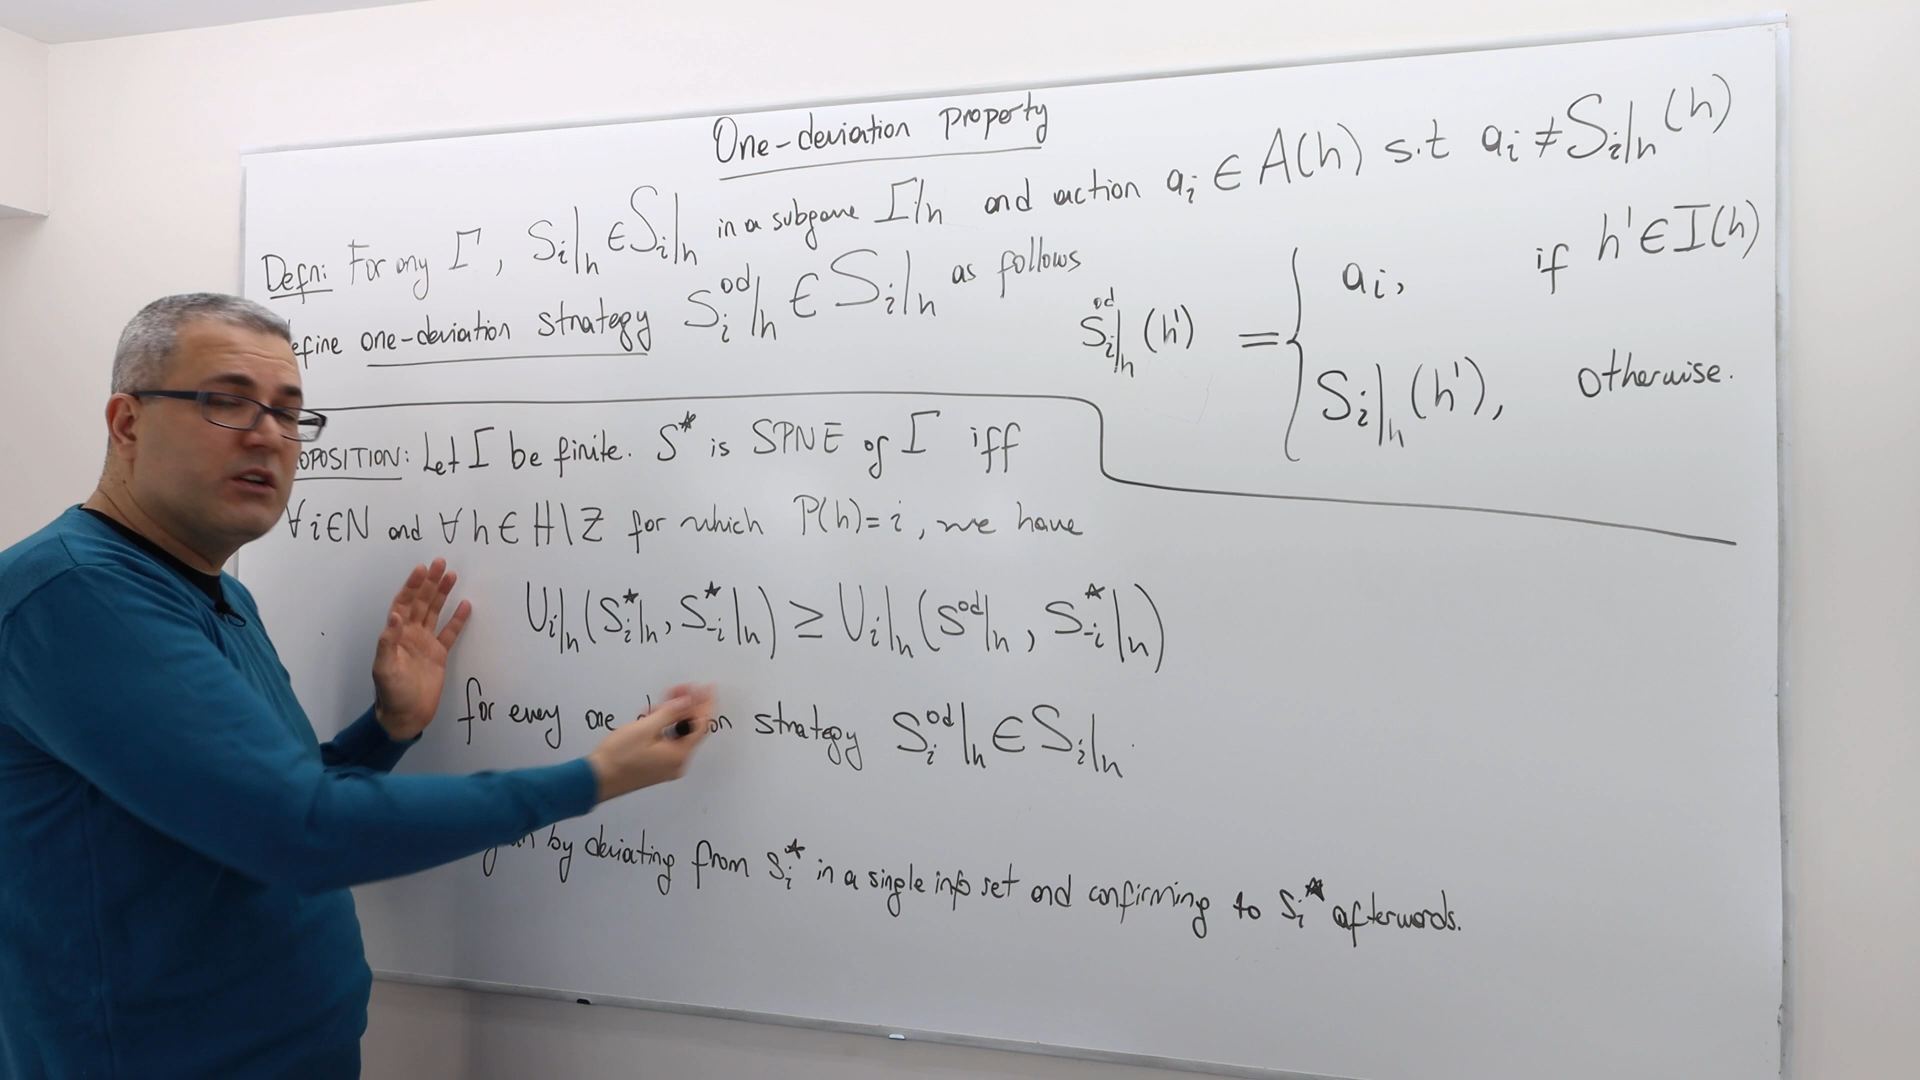 One-deviation property
Defn: For any Γ, Si|h ∈ Si|h in a subgame Γ|h and action ai ∈ A(h) s.t ai ≠ Si|h (h)
efine one-deviation strategy Si^od|h ∈ Si|h as follows
Si^od|h (h') = { ai, if h' ∈ I(h)
Si|h (h'), otherwise.
OPOSITION: Let Γ be finite. S* is SPNE of Γ iff
∀i∈N and ∀h∈H\Z for which P(h)=i, we have
Ui|h (Si*|h, S-i*|h) ≥ Ui|h (S^od|h, S-i*|h)
for every one strategy Si^od|h ∈ Si|h.
by deviating from Si* in a single info set and confirming to Si* afterwords.